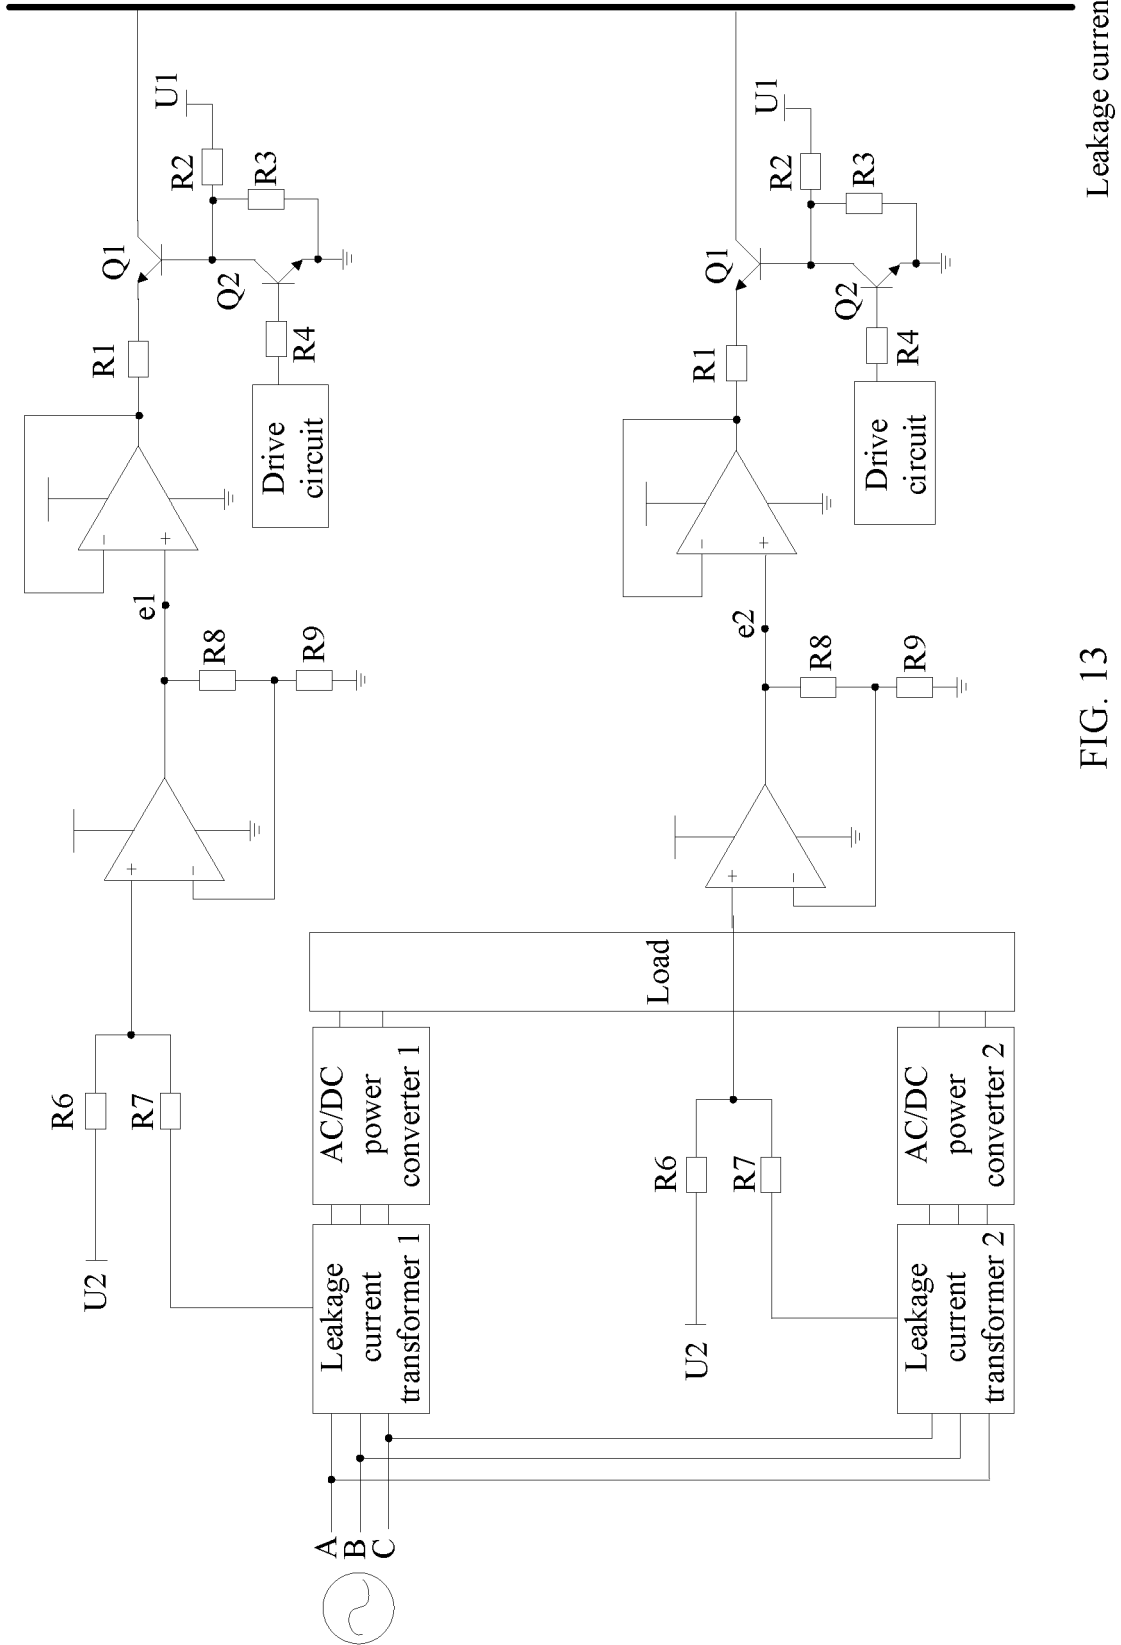 U2
R6
R7
+
-
R8
R9
e1
-
+
R1
Q1
Q2
R2
U1
R3
R4
Drive
circuit
A
B
C
Leakage
current
transformer 1
AC/DC
power
converter 1
Load
U2
R6
R7
+
-
R8
R9
e2
-
+
R1
Q1
Q2
R2
U1
R3
R4
Drive
circuit
Leakage
current
transformer 2
AC/DC
power
converter 2
FIG. 13
Leakage